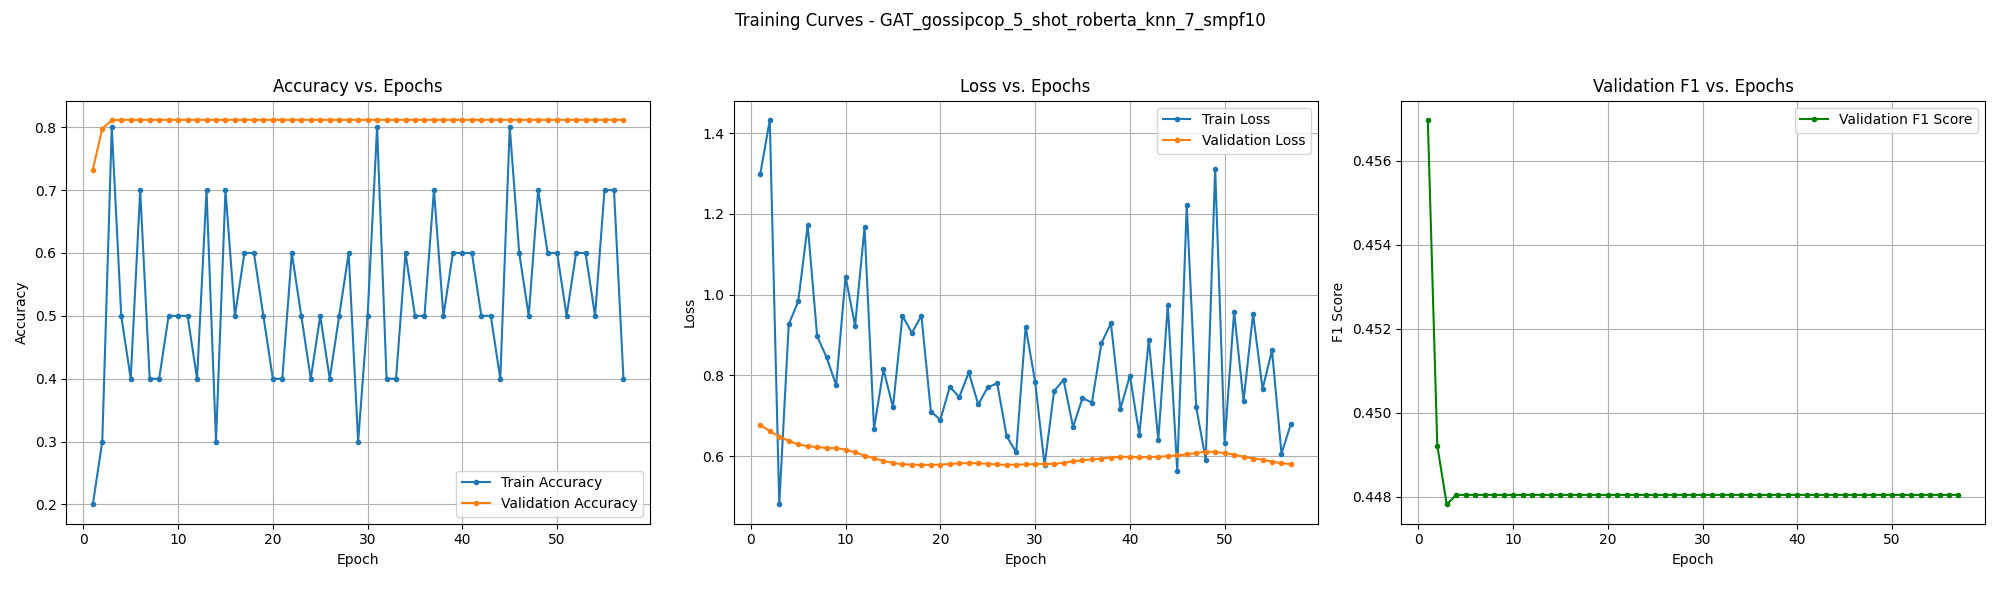 Training Curves - GAT_gossipcop_5_shot_roberta_knn_7_smpf10
Accuracy vs. Epochs
Accuracy
0.8
0.7
0.6
0.5
0.4
0.3
0.2
0 10 20 30 40 50
Epoch
Train Accuracy
Validation Accuracy
Loss vs. Epochs
Loss
1.4
1.2
1.0
0.8
0.6
0 10 20 30 40 50
Epoch
Train Loss
Validation Loss
Validation F1 vs. Epochs
F1 Score
0.456
0.454
0.452
0.450
0.448
0 10 20 30 40 50
Epoch
Validation F1 Score